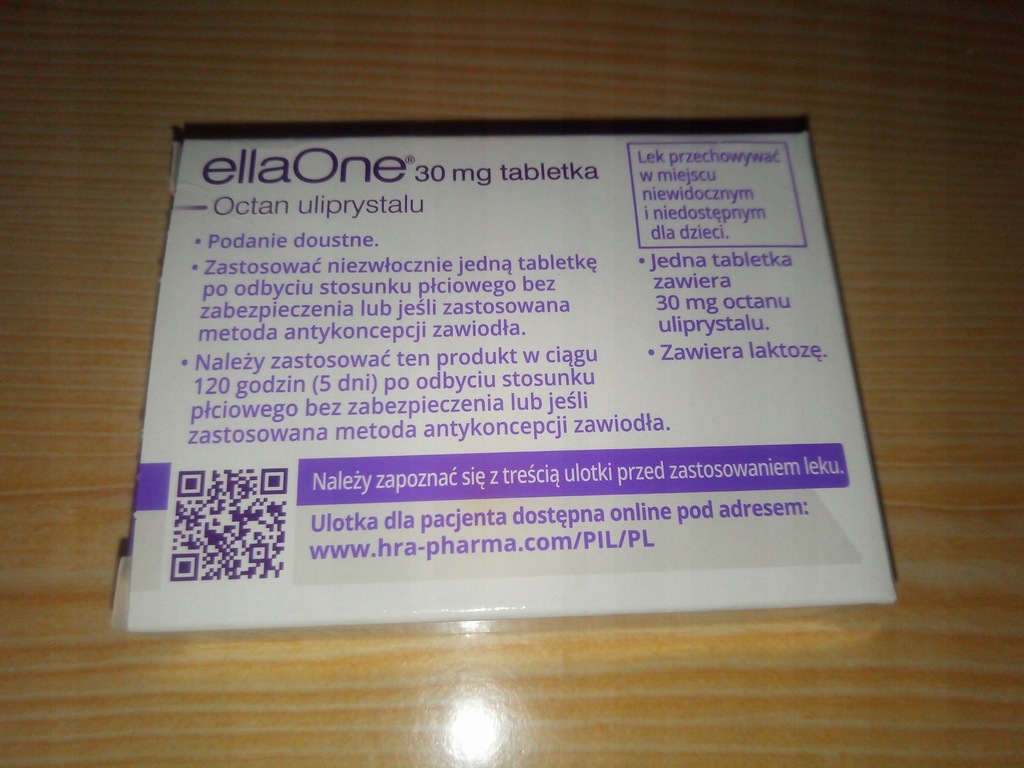 ellaOne® 30 mg tabletka
Octan uliprystalu
• Podanie doustne.
• Zastosować niezwłocznie jedną tabletkę
po odbyciu stosunku płciowego bez
zabezpieczenia lub jeśli zastosowana
metoda antykoncepcji zawiodła.
• Należy zastosować ten produkt w ciągu
120 godzin (5 dni) po odbyciu stosunku
płciowego bez zabezpieczenia lub jeśli
zastosowana metoda antykoncepcji zawiodła.
Lek przechowywać
w miejscu
niewidocznym
i niedostępnym
dla dzieci.
• Jedna tabletka
zawiera
30 mg octanu
uliprystalu.
• Zawiera laktozę.
Należy zapoznać się z treścią ulotki przed zastosowaniem leku.
Ulotka dla pacjenta dostępna online pod adresem:
www.hra-pharma.com/PIL/PL